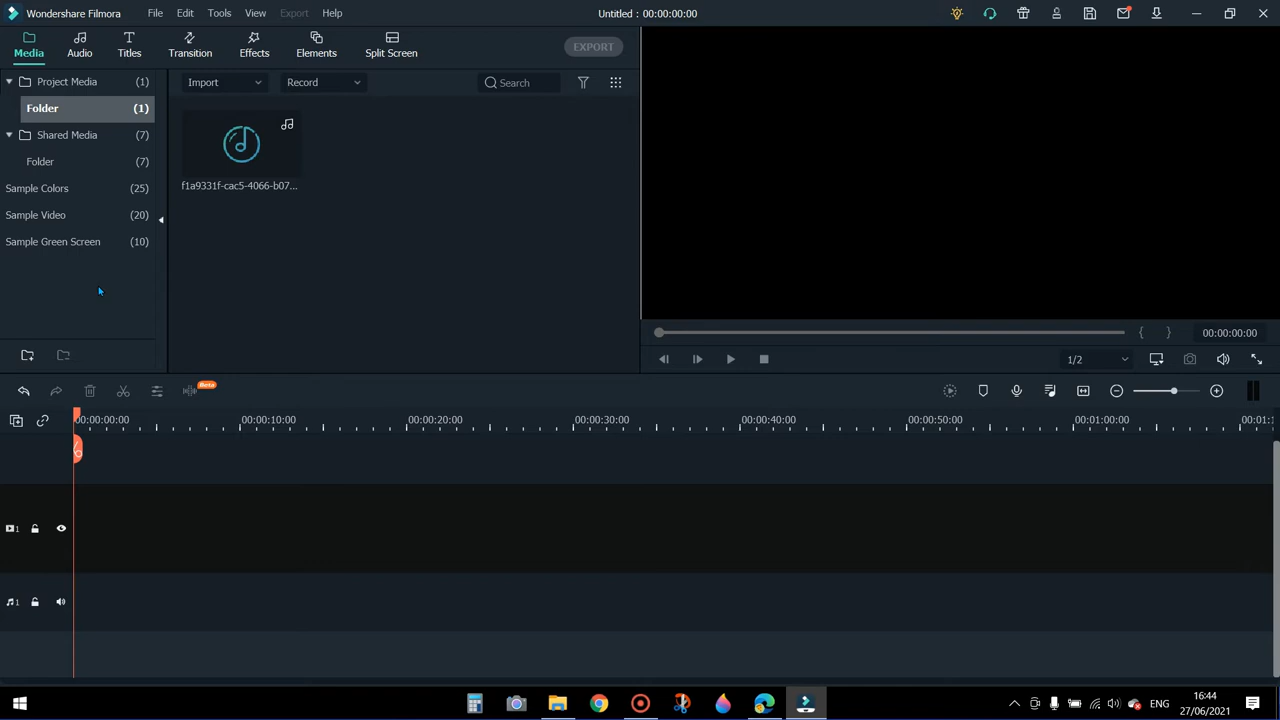 Wondershare Filmora File Edit Tools View Export Help Untitled : 00:00:00:00
Media Audio Titles Transition Effects Elements Split Screen EXPORT
Project Media (1)
Folder (1)
Shared Media (7)
Folder (7)
Sample Colors (25)
Sample Video (20)
Sample Green Screen (10)
Import Record Search
f1a9331f-cac5-4066-b07...
00:00:00:00
1/2
Beta
00:00:00:00 00:00:10:00 00:00:20:00 00:00:30:00 00:00:40:00 00:00:50:00 00:01:00:00 00:01:1
1
1
ENG
16:44
27/06/2021